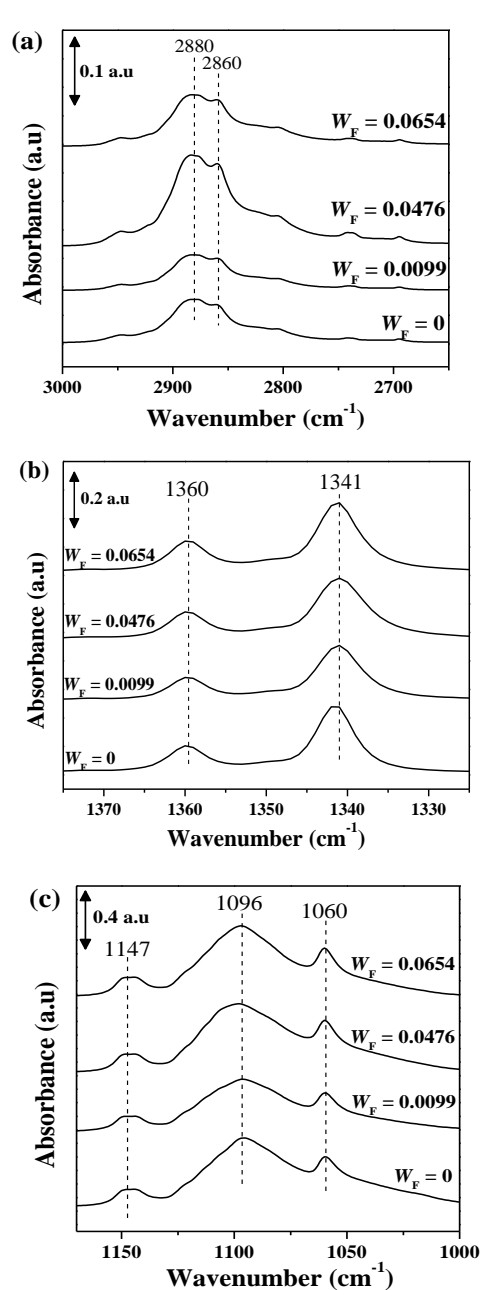 (a)
0.1 a.u
2880
2860
W_F = 0.0654
W_F = 0.0476
W_F = 0.0099
W_F = 0
Absorbance (a.u)
3000 2900 2800 2700
Wavenumber (cm⁻¹)
(b)
0.2 a.u
1360
1341
W_F = 0.0654
W_F = 0.0476
W_F = 0.0099
W_F = 0
Absorbance (a.u)
1370 1360 1350 1340 1330
Wavenumber (cm⁻¹)
(c)
0.4 a.u
1147
1096
1060
W_F = 0.0654
W_F = 0.0476
W_F = 0.0099
W_F = 0
Absorbance (a.u)
1150 1100 1050 1000
Wavenumber (cm⁻¹)